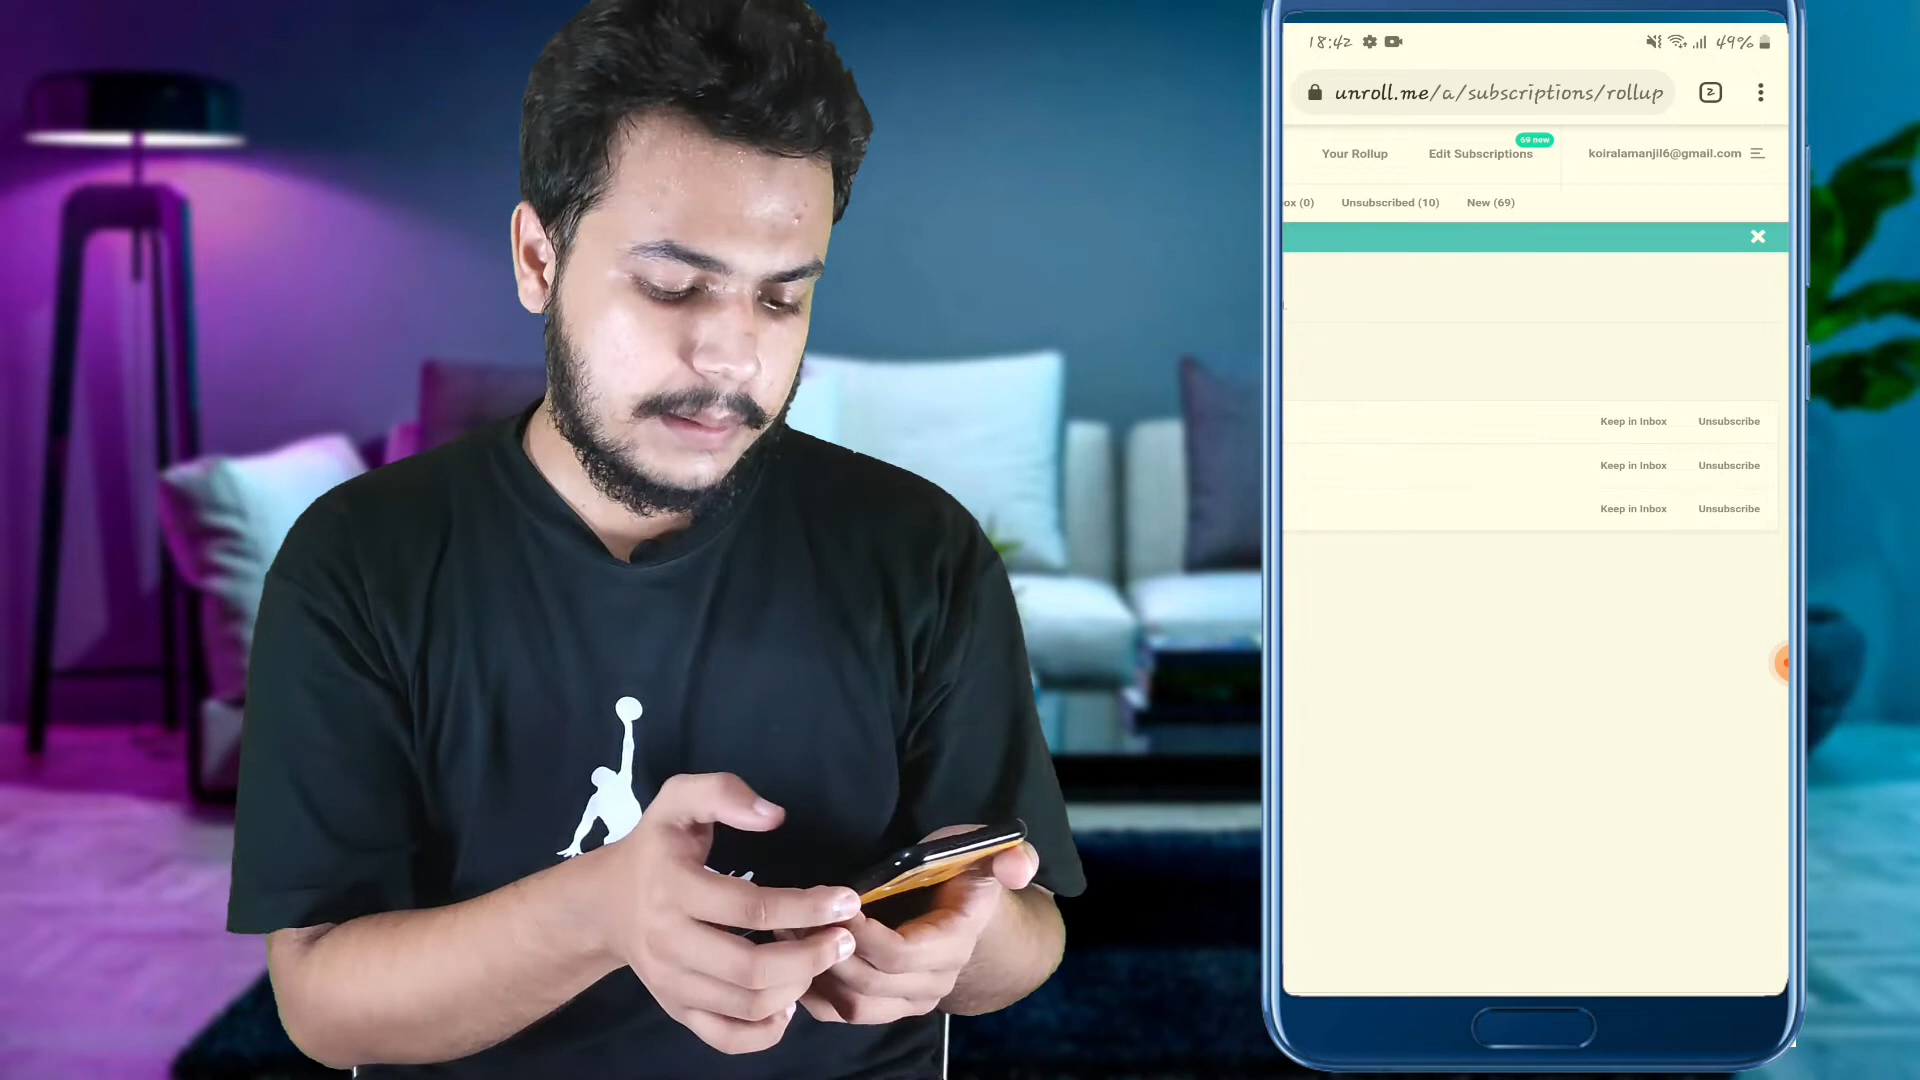 18:42
49%
unroll.me/a/subscriptions/rollup
2
69 new
Your Rollup
Edit Subscriptions
koiralamanjil6@gmail.com
ox (0)
Unsubscribed (10)
New (69)
Keep in Inbox
Unsubscribe
Keep in Inbox
Unsubscribe
Keep in Inbox
Unsubscribe